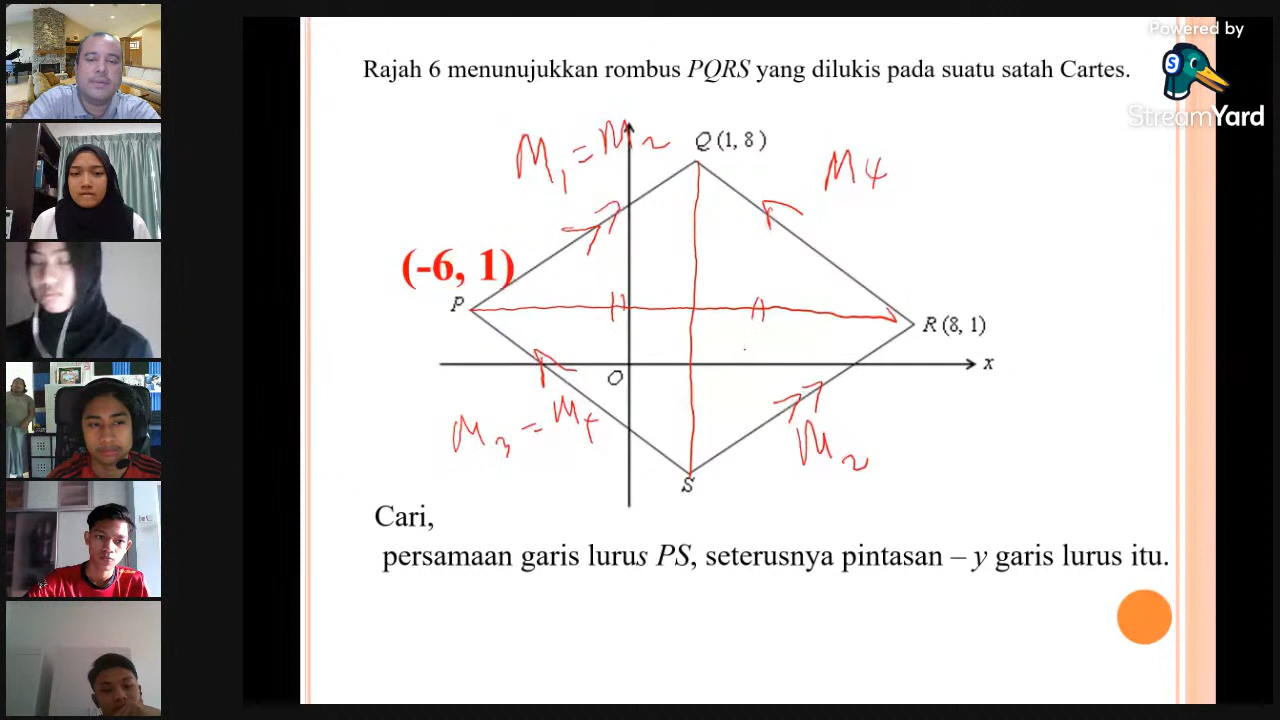 Powered by
StreamYard
Rajah 6 menunujukkan rombus PQRS yang dilukis pada suatu satah Cartes.
M₁ = M₂
Q (1, 8)
M4
(-6, 1)
P
R (8, 1)
O
x
M₃ = M₄
M₂
S
Cari,
persamaan garis lurus PS, seterusnya pintasan – y garis lurus itu.